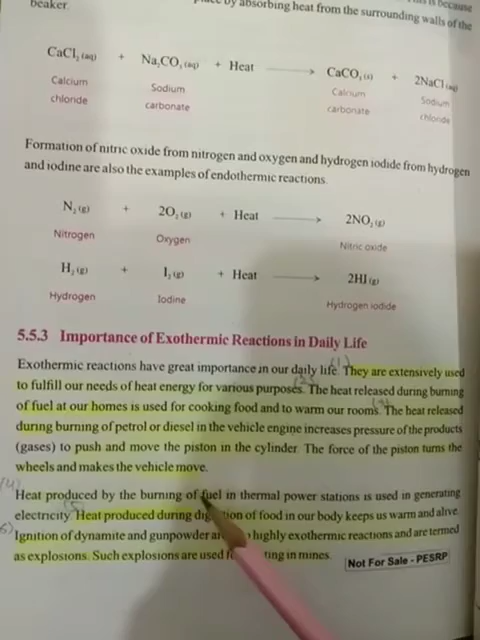 beaker.
by absorbing heat from the surrounding walls of the
CaCl₂ (aq) + Na₂CO₃ (aq) + Heat ⟶ CaCO₃ (s) + 2NaCl (aq)
Calcium chloride Sodium carbonate Calcium carbonate Sodium chloride
Formation of nitric oxide from nitrogen and oxygen and hydrogen iodide from hydrogen
and iodine are also the examples of endothermic reactions.
N₂ (g) + 2O₂ (g) + Heat ⟶ 2NO₂ (g)
Nitrogen Oxygen Nitric oxide
H₂ (g) + I₂ (g) + Heat ⟶ 2HI (g)
Hydrogen Iodine Hydrogen iodide
5.5.3 Importance of Exothermic Reactions in Daily Life
Exothermic reactions have great importance in our daily life. They are extensively used
to fulfill our needs of heat energy for various purposes. The heat released during burning
of fuel at our homes is used for cooking food and to warm our rooms. The heat released
during burning of petrol or diesel in the vehicle engine increases pressure of the products
(gases) to push and move the piston in the cylinder. The force of the piston turns the
wheels and makes the vehicle move.
Heat produced by the burning of fuel in thermal power stations is used in generating
electricity. Heat produced during of food in our body keeps us warm and alive.
Ignition of dynamite and gunpowder highly exothermic reactions and are termed
as explosions. Such explosions are used in mines.
Not For Sale - PESRP